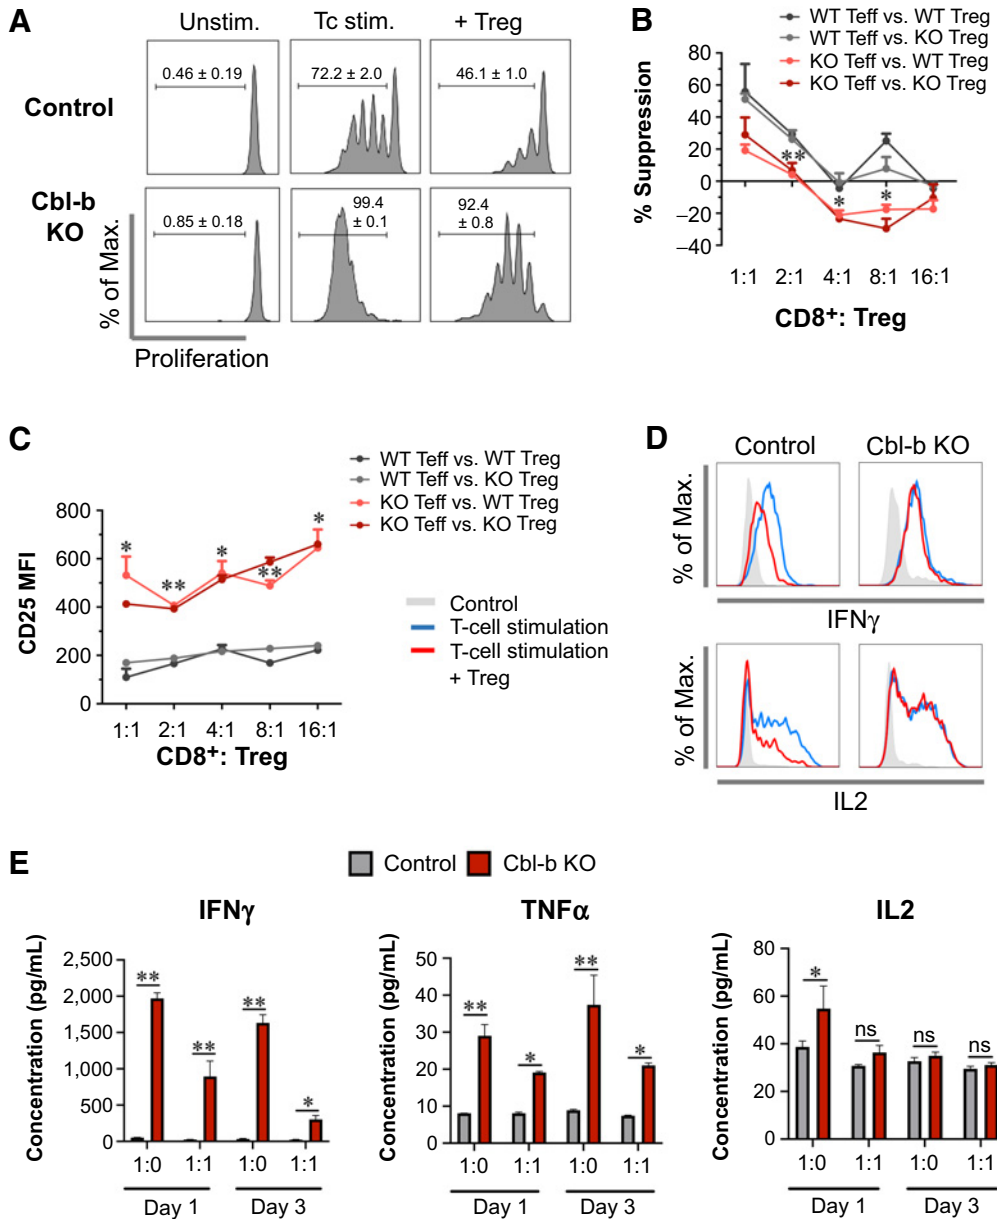 A
Unstim.
Tc stim.
+ Treg
Control
0.46 ± 0.19
72.2 ± 2.0
46.1 ± 1.0
Cbl-b
KO
0.85 ± 0.18
99.4
± 0.1
92.4
± 0.8
% of Max.
Proliferation
B
WT Teff vs. WT Treg
WT Teff vs. KO Treg
KO Teff vs. WT Treg
KO Teff vs. KO Treg
% Suppression
80
60
40
20
0
−20
−40
**
*
*
1:1 2:1 4:1 8:1 16:1
CD8⁺: Treg
C
WT Teff vs. WT Treg
WT Teff vs. KO Treg
KO Teff vs. WT Treg
KO Teff vs. KO Treg
CD25 MFI
800
600
400
200
0
*
**
*
**
*
1:1 2:1 4:1 8:1 16:1
CD8⁺: Treg
Control
T-cell stimulation
T-cell stimulation
+ Treg
D
Control
Cbl-b KO
% of Max.
IFNγ
% of Max.
IL2
E
Control
Cbl-b KO
IFNγ
Concentration (pg/mL)
2,500
2,000
1,500
1,000
500
0
**
**
**
*
1:0 1:1 1:0 1:1
Day 1 Day 3
TNFα
Concentration (pg/mL)
50
40
30
20
10
0
**
*
**
*
1:0 1:1 1:0 1:1
Day 1 Day 3
IL2
Concentration (pg/mL)
80
60
40
20
0
*
ns
ns
ns
1:0 1:1 1:0 1:1
Day 1 Day 3